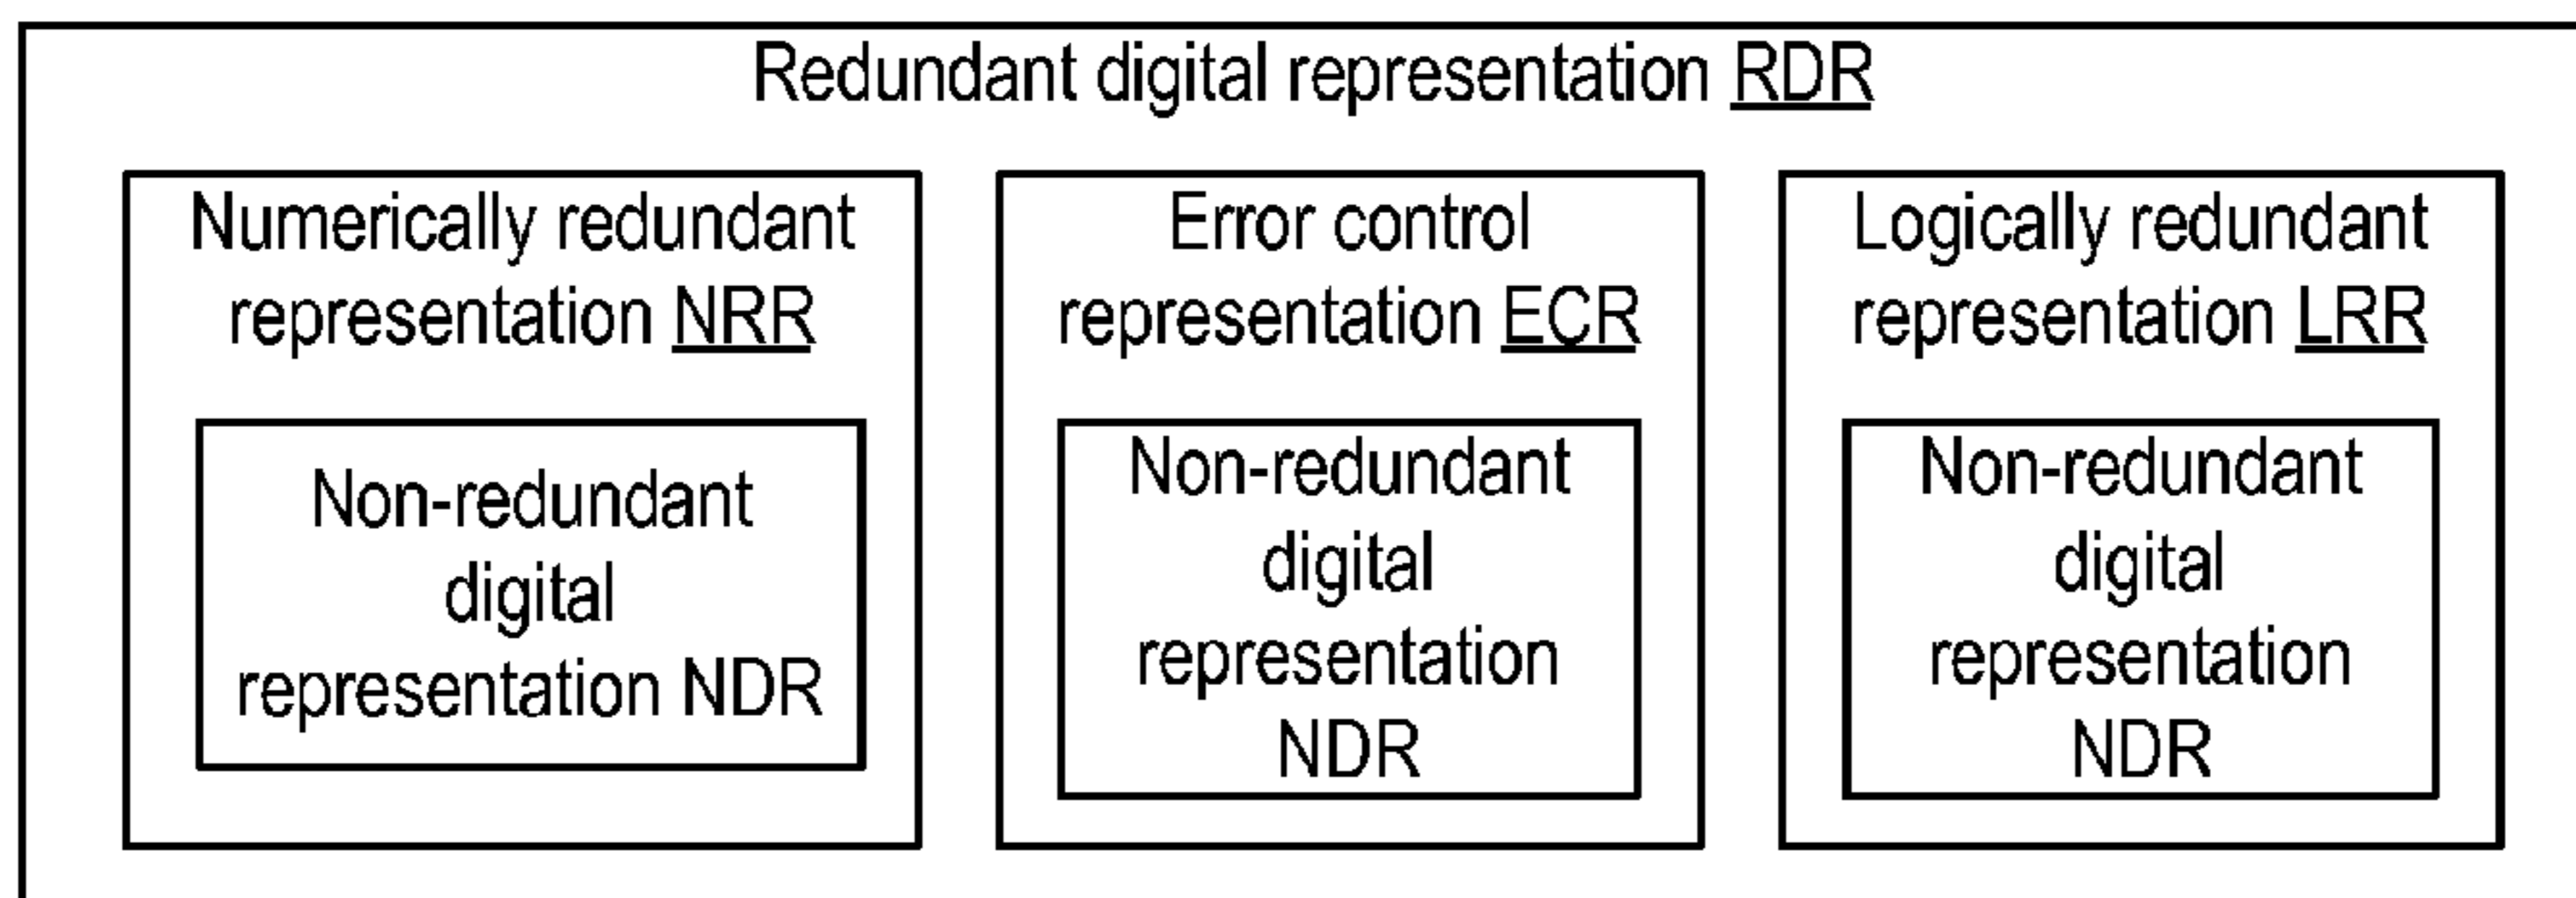 Redundant digital representation RDR
Numerically redundant
representation NRR
Non-redundant
digital
representation NDR
Error control
representation ECR
Non-redundant
digital
representation
NDR
Logically redundant
representation LRR
Non-redundant
digital
representation
NDR